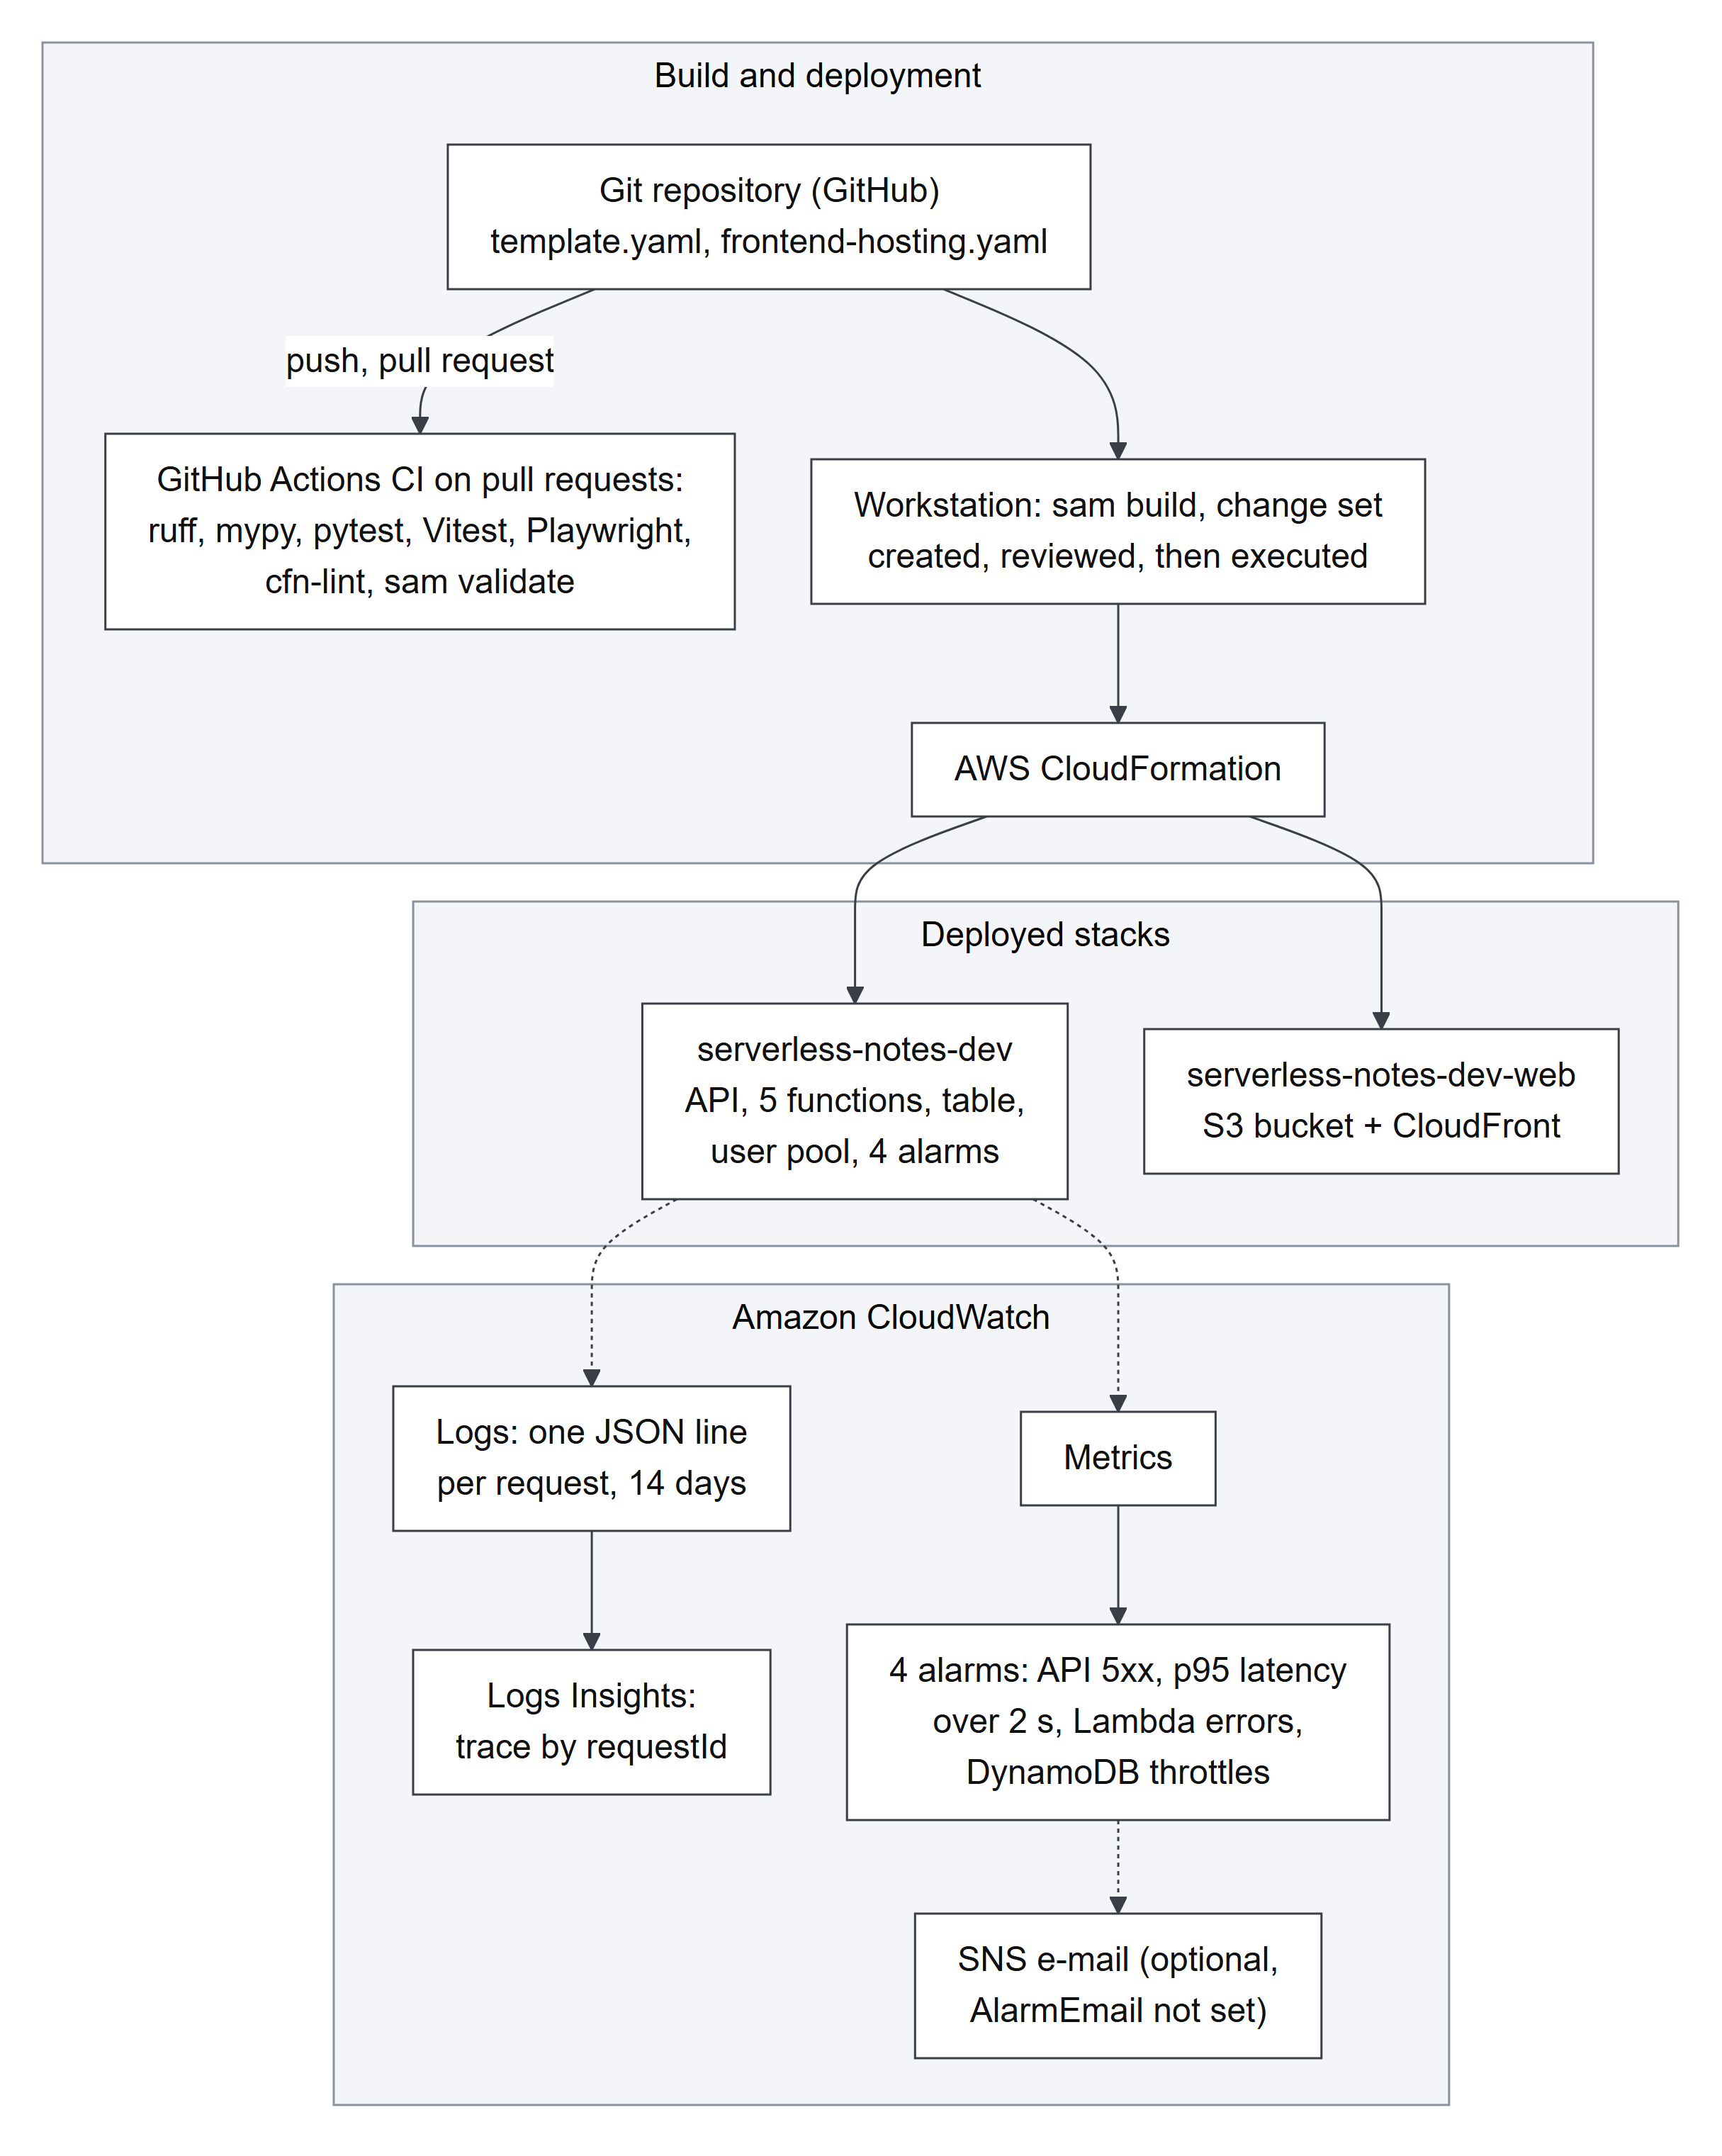 Build and deployment
Git repository (GitHub)
template.yaml, frontend-hosting.yaml
push, pull request
GitHub Actions CI on pull requests:
ruff, mypy, pytest, Vitest, Playwright,
cfn-lint, sam validate
Workstation: sam build, change set
created, reviewed, then executed
AWS CloudFormation
Deployed stacks
serverless-notes-dev
API, 5 functions, table,
user pool, 4 alarms
serverless-notes-dev-web
S3 bucket + CloudFront
Amazon CloudWatch
Logs: one JSON line
per request, 14 days
Metrics
Logs Insights:
trace by requestId
4 alarms: API 5xx, p95 latency
over 2 s, Lambda errors,
DynamoDB throttles
SNS e-mail (optional,
AlarmEmail not set)